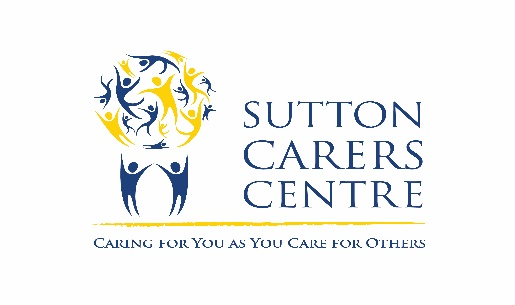 SUTTON
CARERS
CENTRE
CARING FOR YOU AS YOU CARE FOR OTHERS